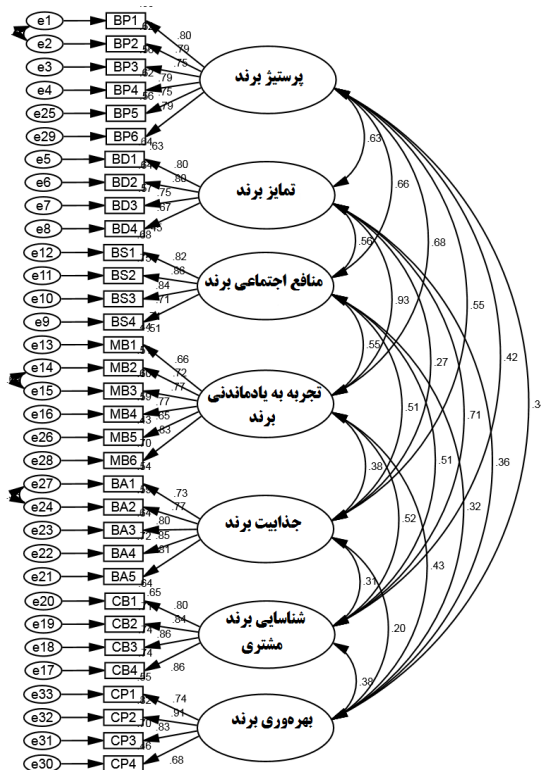 e1 BP1
e2 BP2
e3 BP3
e4 BP4
e25 BP5
e29 BP6
.80
.79
.75
.79
.75
.79
پرستیژ برند
e5 BD1
e6 BD2
e7 BD3
e8 BD4
.80
.80
.75
.67
تمایز برند
e12 BS1
e11 BS2
e10 BS3
e9 BS4
.82
.86
.84
.71
منافع اجتماعی برند
e13 MB1
e14 MB2
e15 MB3
e16 MB4
e26 MB5
e28 MB6
.66
.72
.77
.77
.65
.83
تجربه به یادماندنی
برند
e27 BA1
e24 BA2
e23 BA3
e22 BA4
e21 BA5
.73
.77
.80
.85
.81
جذابیت برند
e20 CB1
e19 CB2
e18 CB3
e17 CB4
.80
.84
.86
.86
شناسایی برند
مشتری
e33 CP1
e32 CP2
e31 CP3
e30 CP4
.74
.91
.83
.68
بهره‌وری برند
.63
.66
.68
.56
.93
.55
.55
.27
.42
.51
.71
.38
.51
.36
.52
.32
.31
.43
.20
.38